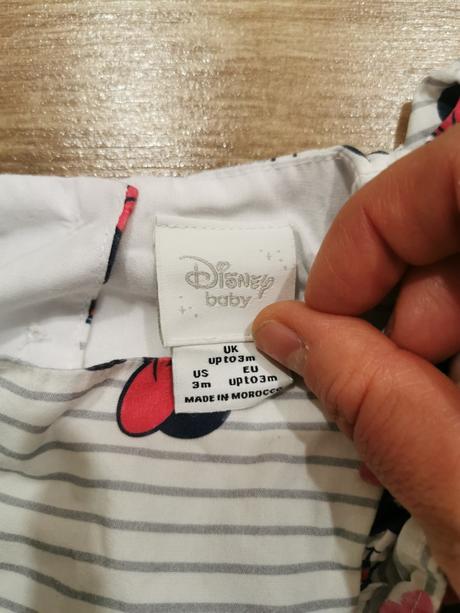 Disney
baby
UK
up to 3m
US EU
3m up to 3m
MADE IN MOROCCO